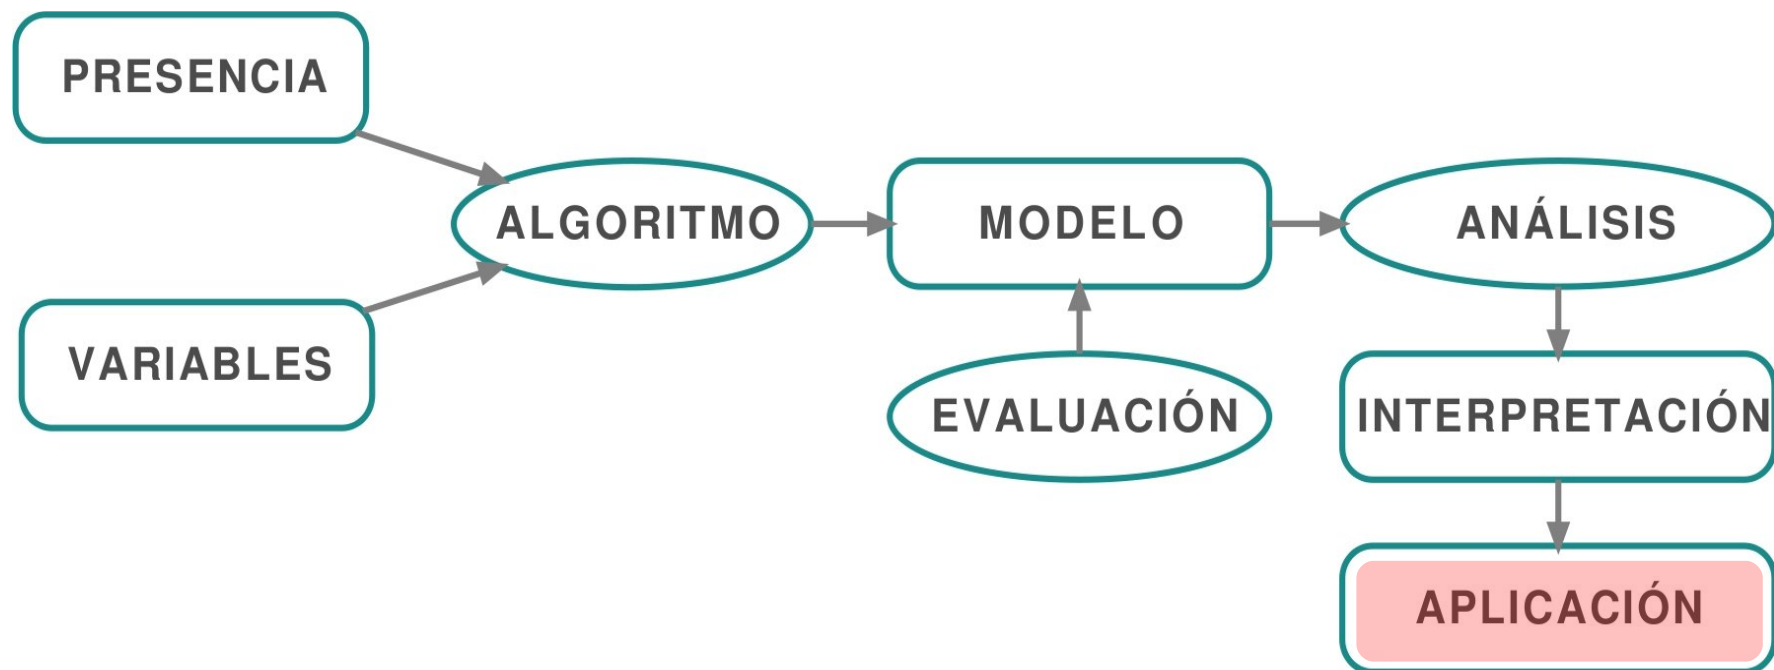 PRESENCIA
VARIABLES
ALGORITMO
MODELO
EVALUACIÓN
ANÁLISIS
INTERPRETACIÓN
APLICACIÓN